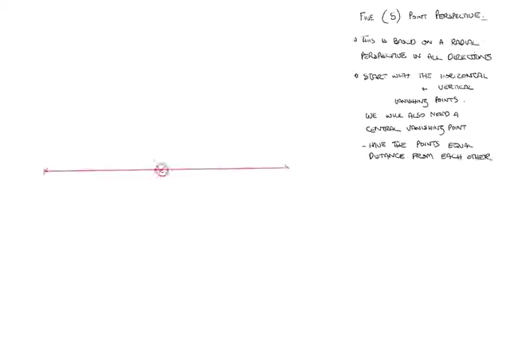 FIVE (5) POINT PERSPECTIVE:
* THIS IS BASED ON A RADIAL
PERSPECTIVE IN ALL DIRECTIONS
* START WITH THE HORIZONTAL
+ VERTICAL
VANISHING POINTS.
WE WILL ALSO NEED A
CENTRAL VANISHING POINT
- HAVE THE POINTS EQUAL
DISTANCE FROM EACH OTHER